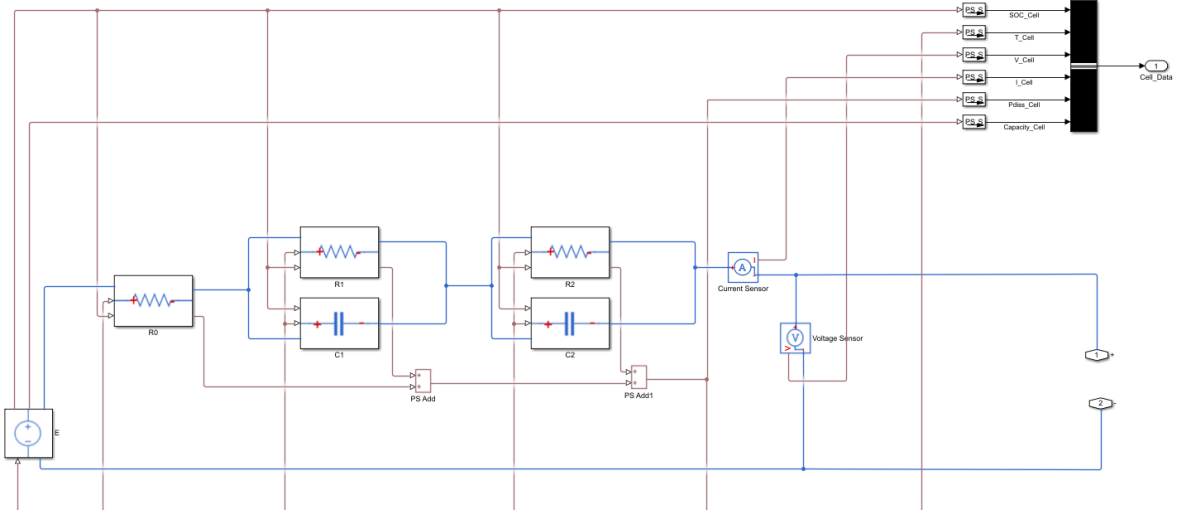 PS S
SOC_Cell
PS S
T_Cell
PS S
V_Cell
PS S
I_Cell
PS S
Pdiss_Cell
PS S
Capacity_Cell
1
Cell_Data
R1
R2
R0
C1
C2
A
I
Current Sensor
V
V
Voltage Sensor
1
+
2
-
PS Add
PS Add1
E